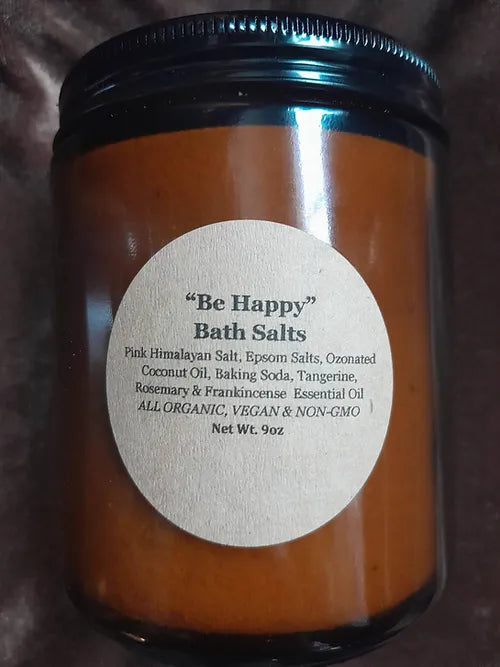 “Be Happy”
Bath Salts
Pink Himalayan Salt, Epsom Salts, Ozonated
Coconut Oil, Baking Soda, Tangerine,
Rosemary & Frankincense Essential Oil
ALL ORGANIC, VEGAN & NON-GMO
Net Wt. 9oz